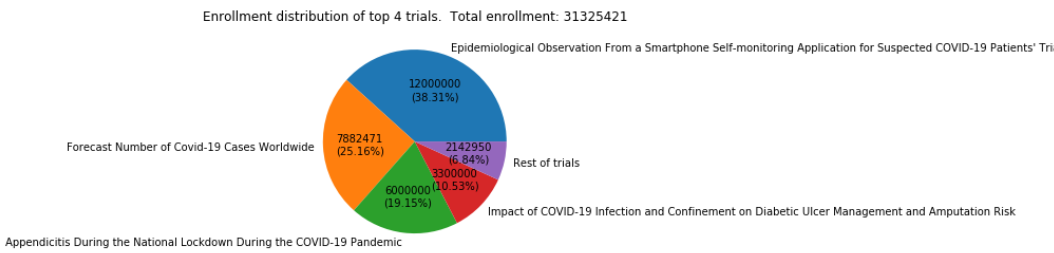 Enrollment distribution of top 4 trials.  Total enrollment: 31325421
Epidemiological Observation From a Smartphone Self-monitoring Application for Suspected COVID-19 Patients'
12000000
(38.31%)
7882471
(25.16%)
Forecast Number of Covid-19 Cases Worldwide
2142950
(6.84%)
Rest of trials
3300000
(10.53%)
6000000
(19.15%)
Impact of COVID-19 Infection and Confinement on Diabetic Ulcer Management and Amputation Risk
Appendicitis During the National Lockdown During the COVID-19 Pandemic